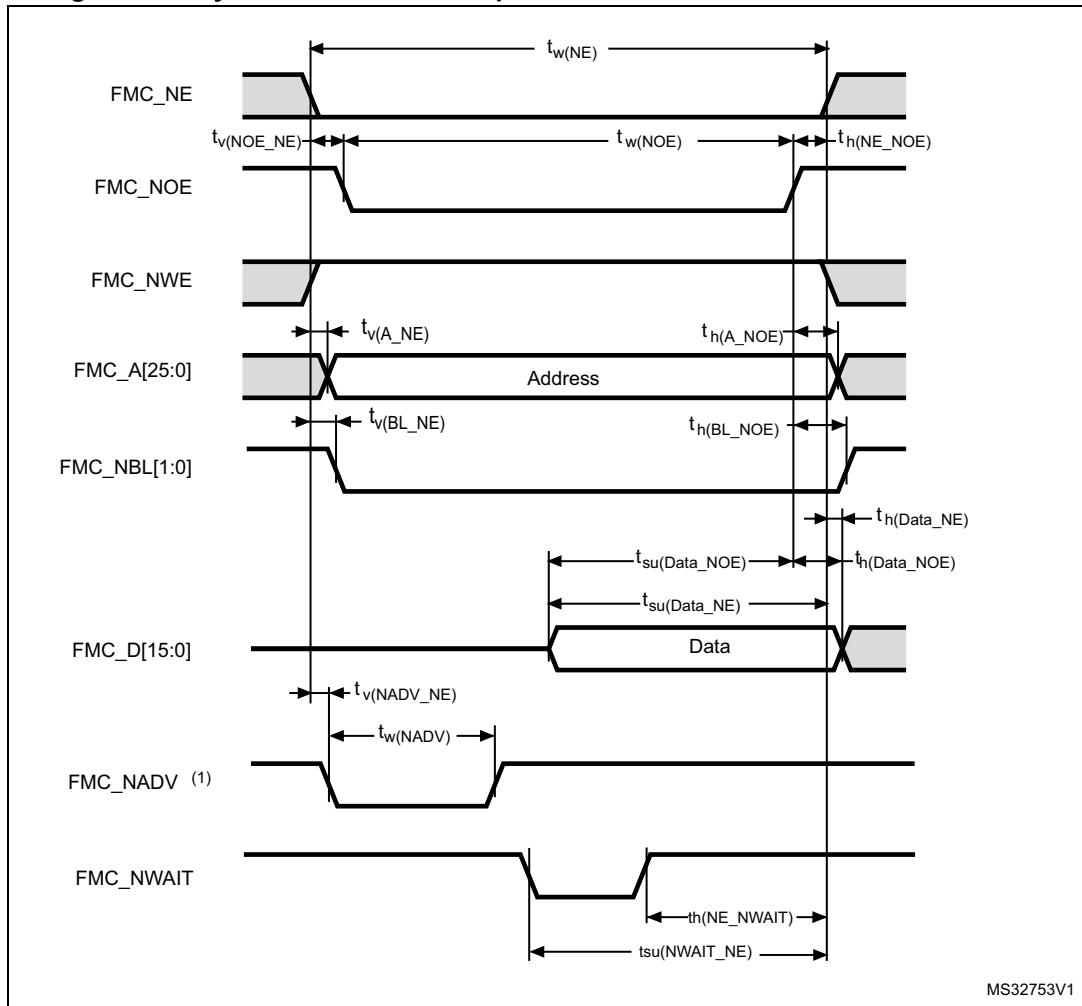 tw(NE)
FMC_NE
tv(NOE_NE)
tw(NOE)
th(NE_NOE)
FMC_NOE
FMC_NWE
tv(A_NE)
th(A_NOE)
FMC_A[25:0]
Address
tv(BL_NE)
th(BL_NOE)
FMC_NBL[1:0]
th(Data_NE)
tsu(Data_NOE)
th(Data_NOE)
tsu(Data_NE)
FMC_D[15:0]
Data
tv(NADV_NE)
tw(NADV)
FMC_NADV (1)
FMC_NWAIT
th(NE_NWAIT)
tsu(NWAIT_NE)
MS32753V1